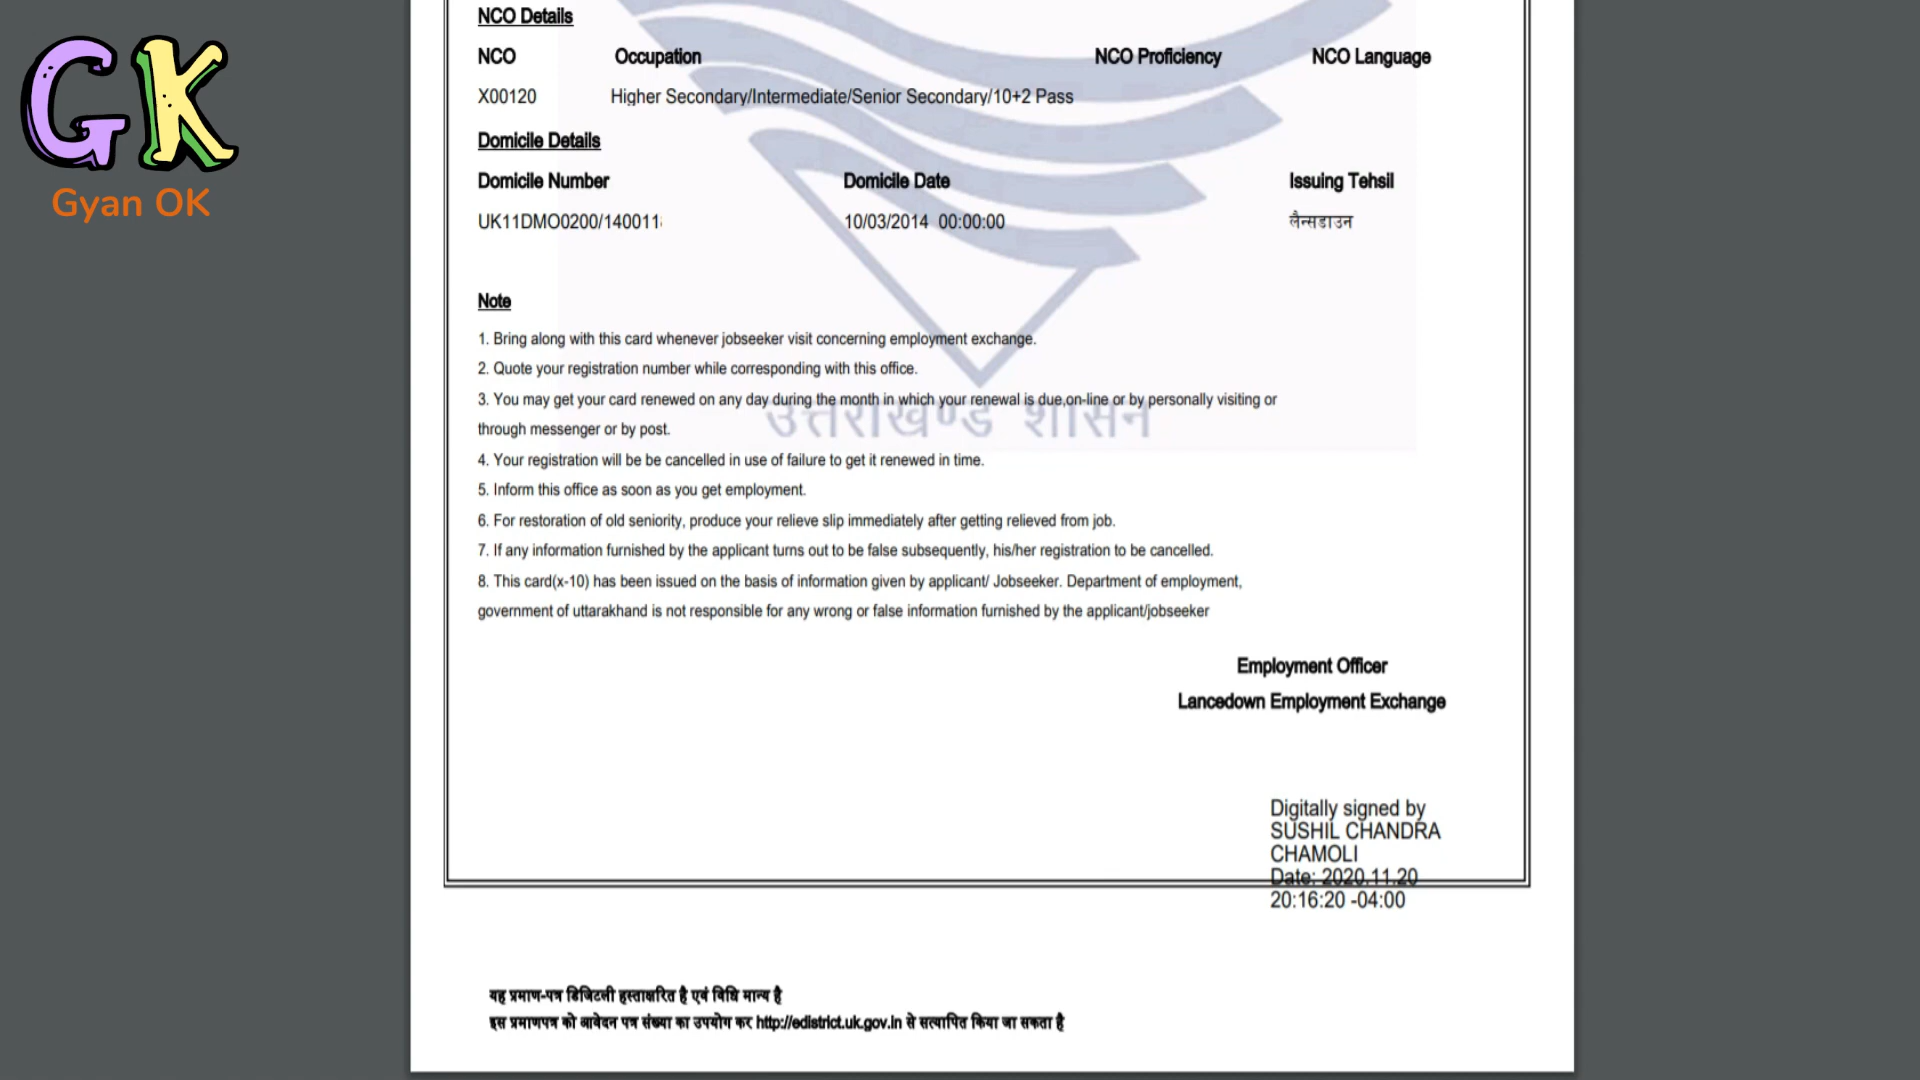 GK
Gyan OK
NCO Details
NCO Occupation NCO Proficiency NCO Language
X00120 Higher Secondary/Intermediate/Senior Secondary/10+2 Pass
Domicile Details
Domicile Number Domicile Date Issuing Tehsil
UK11DMO0200/140011 10/03/2014 00:00:00 लैन्सडाउन
Note
1. Bring along with this card whenever jobseeker visit concerning employment exchange.
2. Quote your registration number while corresponding with this office.
3. You may get your card renewed on any day during the month in which your renewal is due,on-line or by personally visiting or
through messenger or by post.
उत्तराखण्ड शासन
4. Your registration will be be cancelled in use of failure to get it renewed in time.
5. Inform this office as soon as you get employment.
6. For restoration of old seniority, produce your relieve slip immediately after getting relieved from job.
7. If any information furnished by the applicant turns out to be false subsequently, his/her registration to be cancelled.
8. This card(x-10) has been issued on the basis of information given by applicant/ Jobseeker. Department of employment,
government of uttarakhand is not responsible for any wrong or false information furnished by the applicant/jobseeker
Employment Officer
Lancedown Employment Exchange
Digitally signed by
SUSHIL CHANDRA
CHAMOLI
Date: 2020.11.20
20:16:20 -04:00
यह प्रमाण-पत्र डिजिटली हस्ताक्षरित है एवं विधि मान्य है
इस प्रमाणपत्र को आवेदन पत्र संख्या का उपयोग कर http://edistrict.uk.gov.in से सत्यापित किया जा सकता है